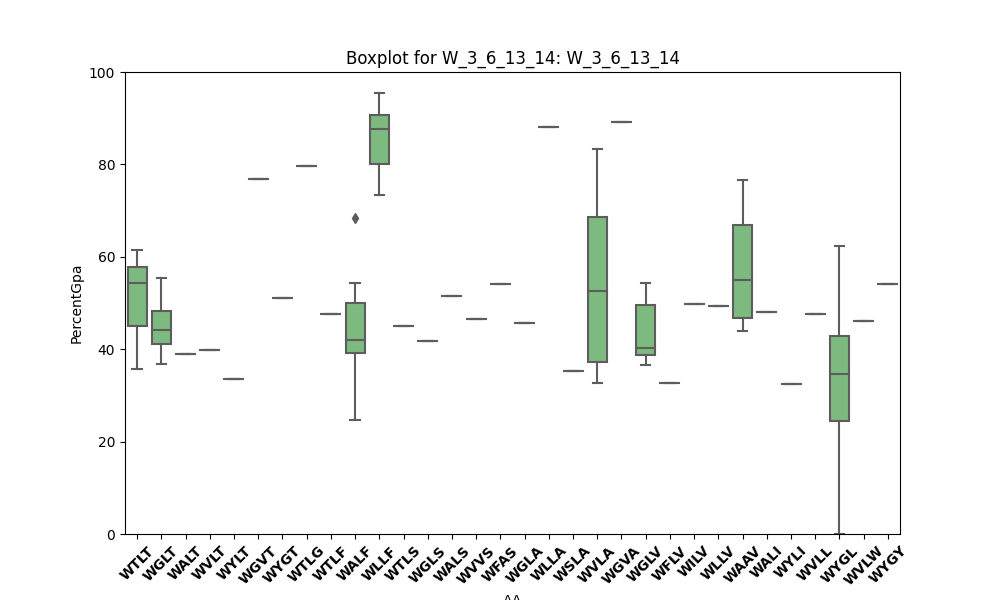 Boxplot for W_3_6_13_14: W_3_6_13_14
PercentGpa
100
80
60
40
20
0
WTLT
WGLT
WALT
WVLT
WYLT
WGVT
WYGT
WTLG
WTLF
WALF
WLLF
WTLS
WGLS
WALS
WVVS
WFAS
WGLA
WLLA
WSLA
WVLA
WGVA
WGLV
WFLV
WILV
WLLV
WAAV
WALI
WYLI
WVLL
WYGL
WVLW
WYGY
AA